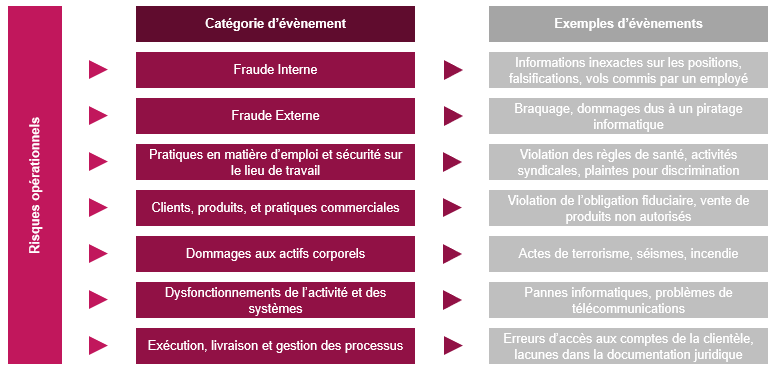 Risques opérationnels
Catégorie d'évènement
Exemples d'évènements
Fraude Interne
Informations inexactes sur les positions,
falsifications, vols commis par un employé
Fraude Externe
Braquage, dommages dus à un piratage
informatique
Pratiques en matière d'emploi et sécurité sur
le lieu de travail
Violation des règles de santé, activités
syndicales, plaintes pour discrimination
Clients, produits, et pratiques commerciales
Violation de l'obligation fiduciaire, vente de
produits non autorisés
Dommages aux actifs corporels
Actes de terrorisme, séismes, incendie
Dysfonctionnements de l'activité et des
systèmes
Pannes informatiques, problèmes de
télécommunications
Exécution, livraison et gestion des processus
Erreurs d'accès aux comptes de la clientèle,
lacunes dans la documentation juridique